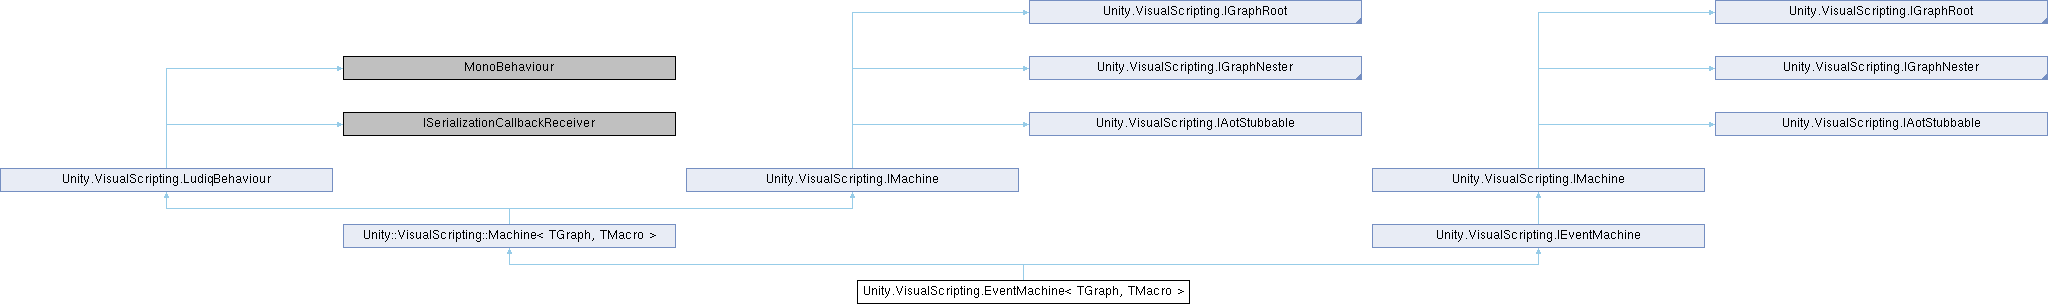 Unity.VisualScripting.IGraphRoot
Unity.VisualScripting.IGraphRoot
MonoBehaviour
Unity.VisualScripting.IGraphNester
Unity.VisualScripting.IGraphNester
ISerializationCallbackReceiver
Unity.VisualScripting.IAotStubbable
Unity.VisualScripting.IAotStubbable
Unity.VisualScripting.LudiqBehaviour
Unity.VisualScripting.IMachine
Unity.VisualScripting.IMachine
Unity::VisualScripting::Machine< TGraph, TMacro >
Unity.VisualScripting.IEventMachine
Unity.VisualScripting.EventMachine< TGraph, TMacro >